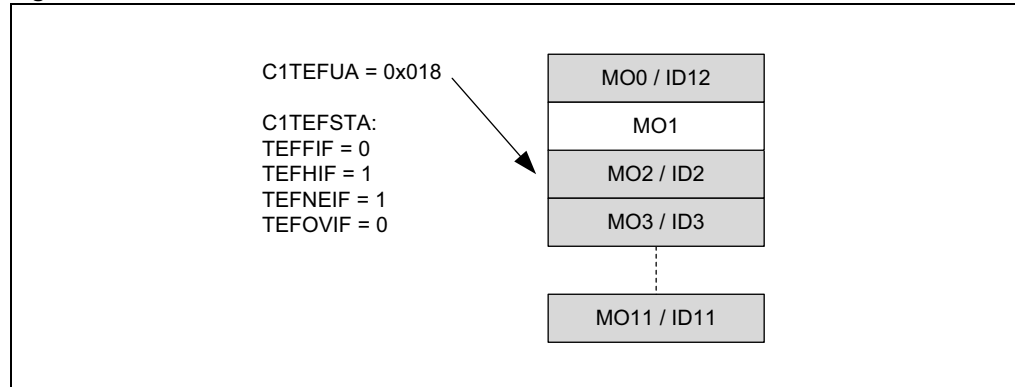 C1TEFUA = 0x018
C1TEFSTA:
TEFFIF = 0
TEFHIF = 1
TEFNEIF = 1
TEFOVIF = 0
MO0 / ID12
MO1
MO2 / ID2
MO3 / ID3
MO11 / ID11